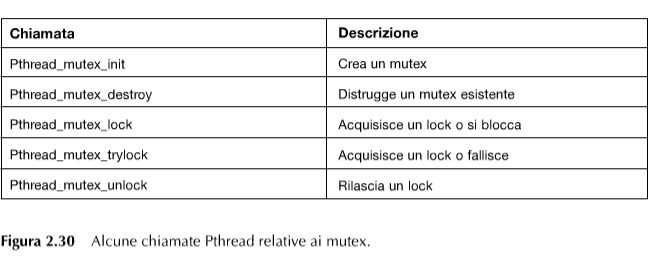 Chiamata Descrizione
Pthread_mutex_init Crea un mutex
Pthread_mutex_destroy Distrugge un mutex esistente
Pthread_mutex_lock Acquisisce un lock o si blocca
Pthread_mutex_trylock Acquisisce un lock o fallisce
Pthread_mutex_unlock Rilascia un lock
Figura 2.30 Alcune chiamate Pthread relative ai mutex.